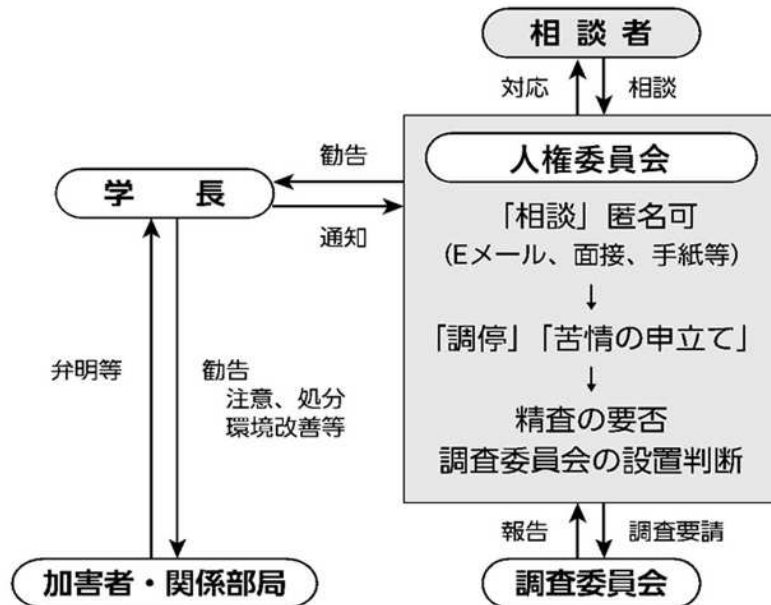 相談者
対応
相談
人権委員会
「相談」匿名可
(Eメール、面接、手紙等)
↓
「調停」「苦情の申立て」
↓
精査の要否
調査委員会の設置判断
勧告
学　　長
通知
弁明等
勧告
注意、処分
環境改善等
報告
調査要請
加害者・関係部局
調査委員会